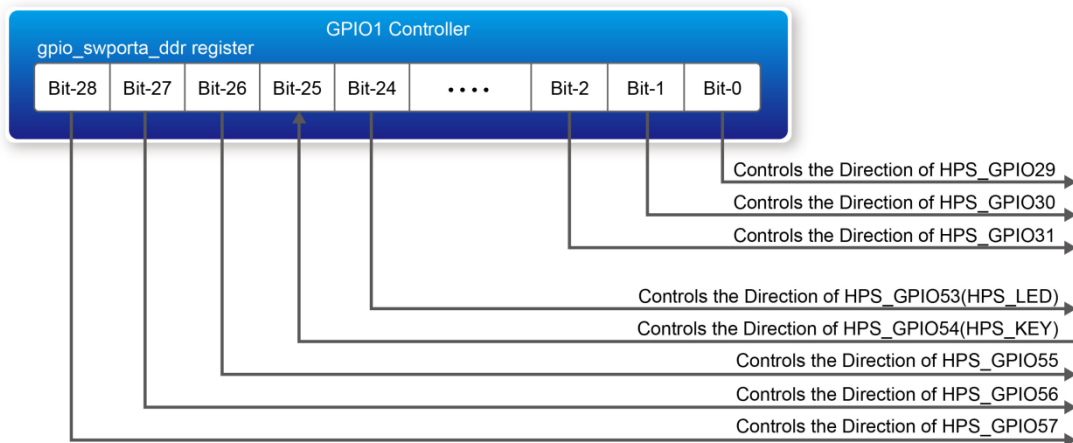 GPIO1 Controller
gpio_swporta_ddr register
Bit-28 Bit-27 Bit-26 Bit-25 Bit-24 •••• Bit-2 Bit-1 Bit-0
Controls the Direction of HPS_GPIO29
Controls the Direction of HPS_GPIO30
Controls the Direction of HPS_GPIO31
Controls the Direction of HPS_GPIO53(HPS_LED)
Controls the Direction of HPS_GPIO54(HPS_KEY)
Controls the Direction of HPS_GPIO55
Controls the Direction of HPS_GPIO56
Controls the Direction of HPS_GPIO57